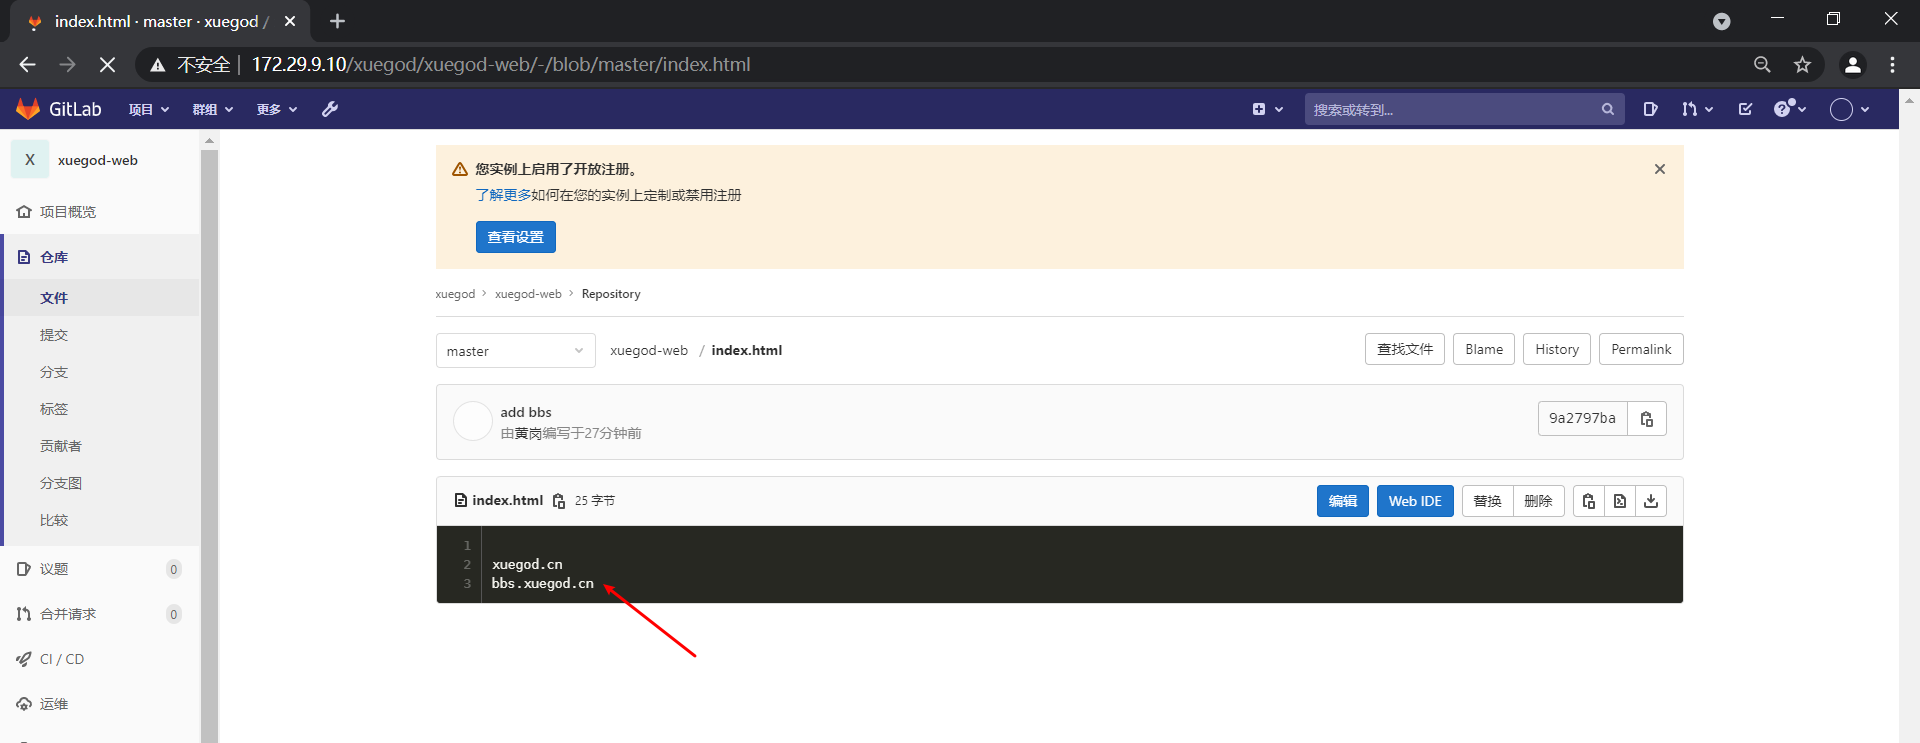 index.html · master · xuegod /
不安全 172.29.9.10/xuegod/xuegod-web/-/blob/master/index.html
GitLab 项目 群组 更多 搜索或转到...
X xuegod-web
项目概览
仓库
文件
提交
分支
标签
贡献者
分支图
比较
议题 0
合并请求 0
CI / CD
运维
您实例上启用了开放注册。
了解更多如何在您的实例上定制或禁用注册
查看设置
xuegod > xuegod-web > Repository
master xuegod-web / index.html 查找文件 Blame History Permalink
add bbs
由黄岗编写于27分钟前
9a2797ba
index.html 25 字节 编辑 Web IDE 替换 删除
1
2 xuegod.cn
3 bbs.xuegod.cn